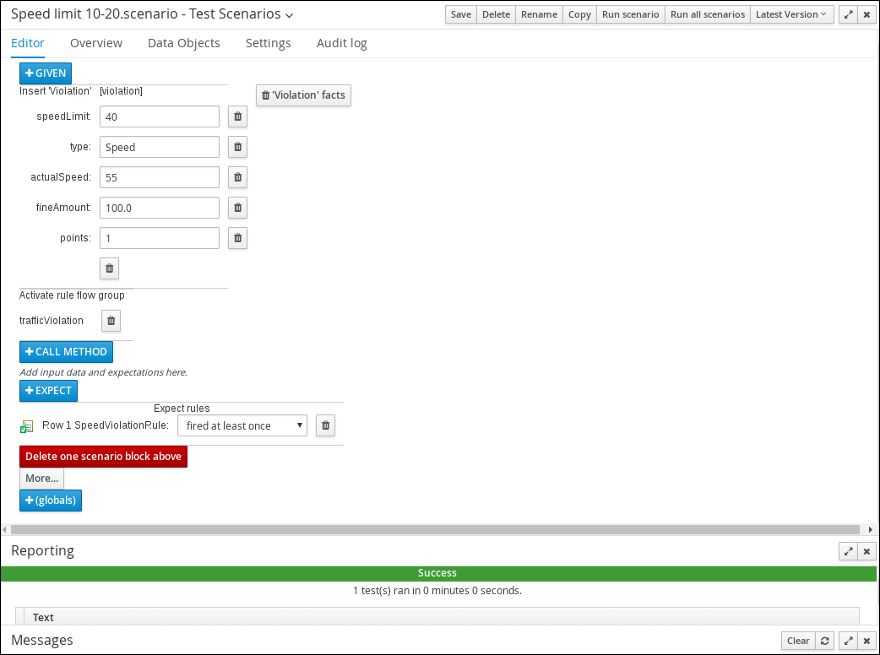 Speed limit 10-20.scenario - Test Scenarios
Save Delete Rename Copy Run scenario Run all scenarios Latest Version
Editor Overview Data Objects Settings Audit log
GIVEN
Insert 'Violation' [violation]
'Violation' facts
speedLimit: 40
type: Speed
actualSpeed: 55
fineAmount: 100.0
points: 1
Activate rule flow group
trafficViolation
CALL METHOD
Add input data and expectations here.
EXPECT
Expect rules
Row 1 SpeedViolationRule: fired at least once
Delete one scenario block above
More...
(globals)
Reporting
Success
1 test(s) ran in 0 minutes 0 seconds.
Text
Messages
Clear